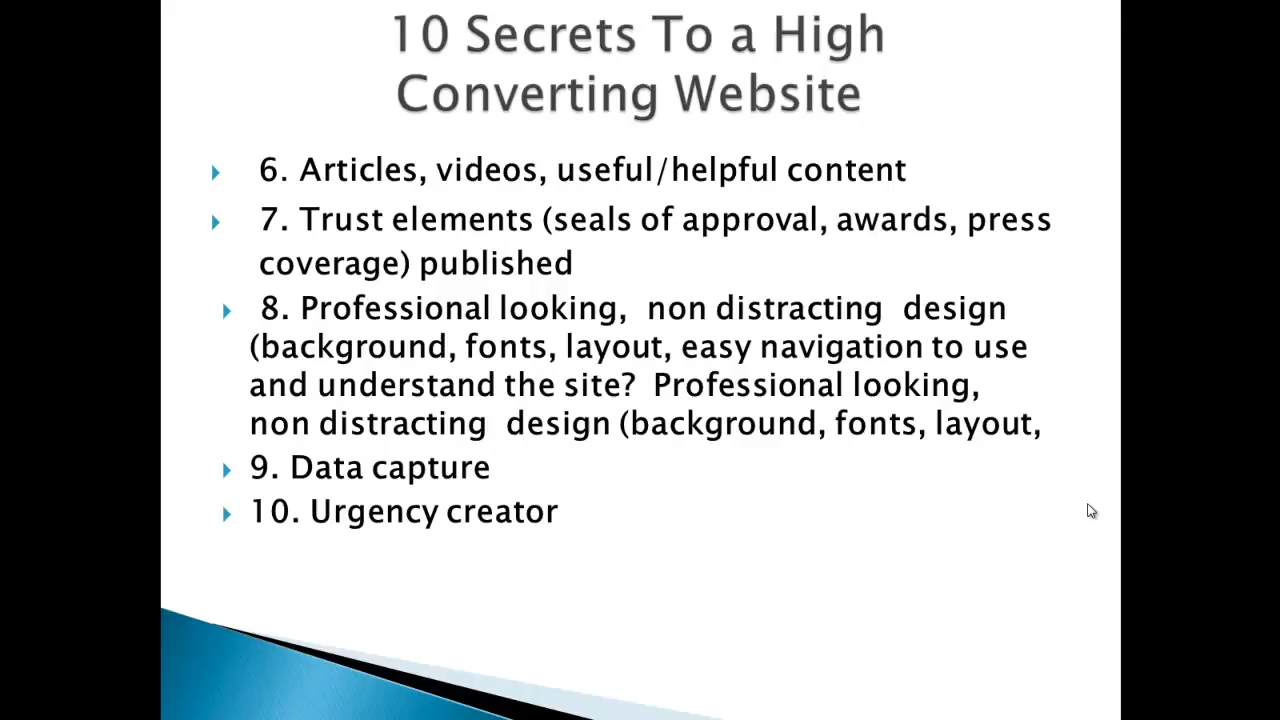 10 Secrets To a High
Converting Website
6. Articles, videos, useful/helpful content
7. Trust elements (seals of approval, awards, press
coverage) published
8. Professional looking,  non distracting  design
(background, fonts, layout, easy navigation to use
and understand the site?  Professional looking,
non distracting  design (background, fonts, layout,
9. Data capture
10. Urgency creator